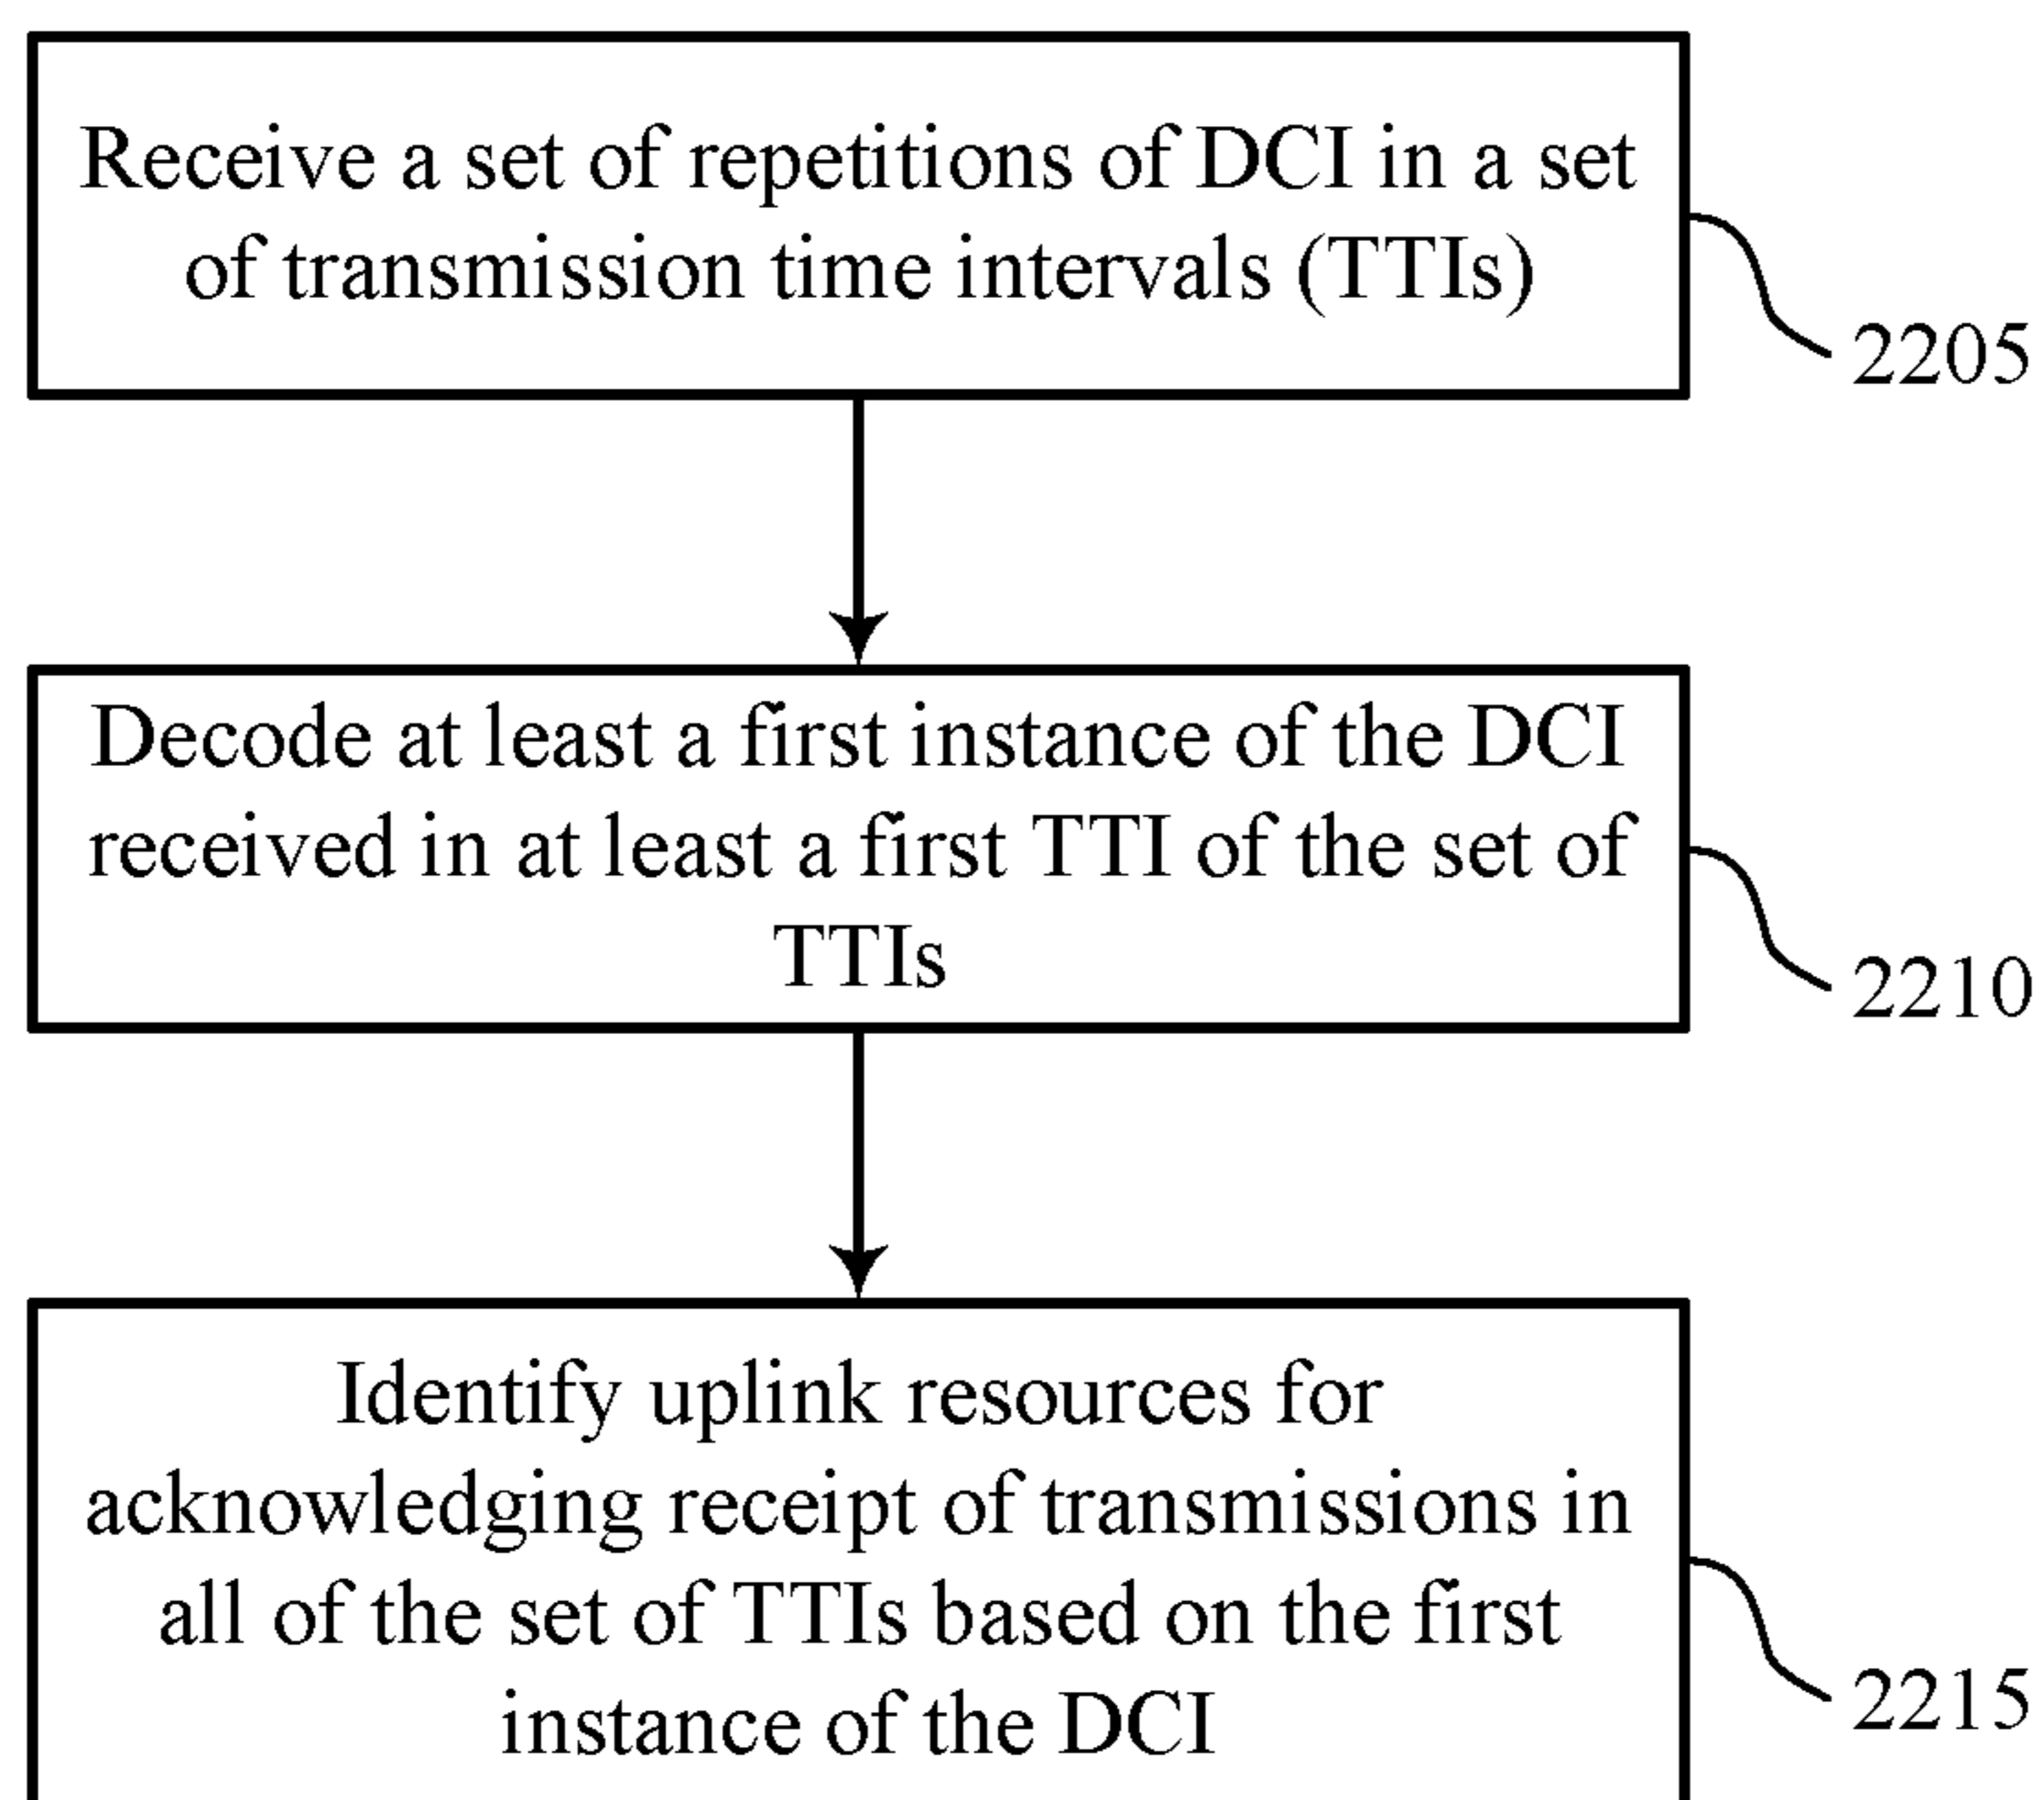 Receive a set of repetitions of DCI in a set
of transmission time intervals (TTIs)
2205
Decode at least a first instance of the DCI
received in at least a first TTI of the set of
TTIs
2210
Identify uplink resources for
acknowledging receipt of transmissions in
all of the set of TTIs based on the first
instance of the DCI
2215